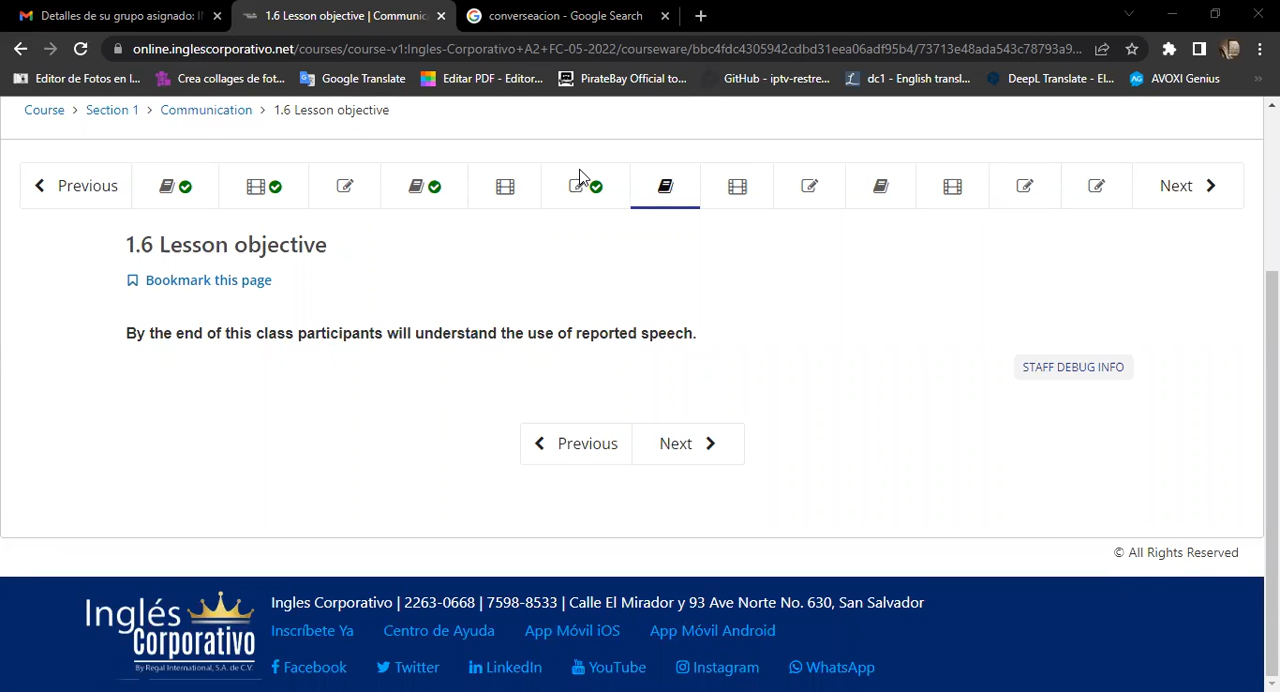 Detalles de su grupo asignado: I
1.6 Lesson objective | Communic
converseacion - Google Search
online.inglescorporativo.net/courses/course-v1:Ingles-Corporativo+A2+FC-05-2022/courseware/bbc4fdc4305942cdbd31eea06adf95b4/73713e48ada543c78793a9...
Editor de Fotos en l...
Crea collages de fot...
Google Translate
Editar PDF - Editor...
PirateBay Official to...
GitHub - iptv-restre...
dc1 - English transl...
DeepL Translate - El...
AVOXI Genius
»
Course > Section 1 > Communication > 1.6 Lesson objective
Previous
Next
1.6 Lesson objective
Bookmark this page
By the end of this class participants will understand the use of reported speech.
STAFF DEBUG INFO
Previous
Next
© All Rights Reserved
Inglés Corporativo
By Regal International, S.A. de C.V.
Ingles Corporativo | 2263-0668 | 7598-8533 | Calle El Mirador y 93 Ave Norte No. 630, San Salvador
Inscríbete Ya
Centro de Ayuda
App Móvil iOS
App Móvil Android
Facebook
Twitter
LinkedIn
YouTube
Instagram
WhatsApp